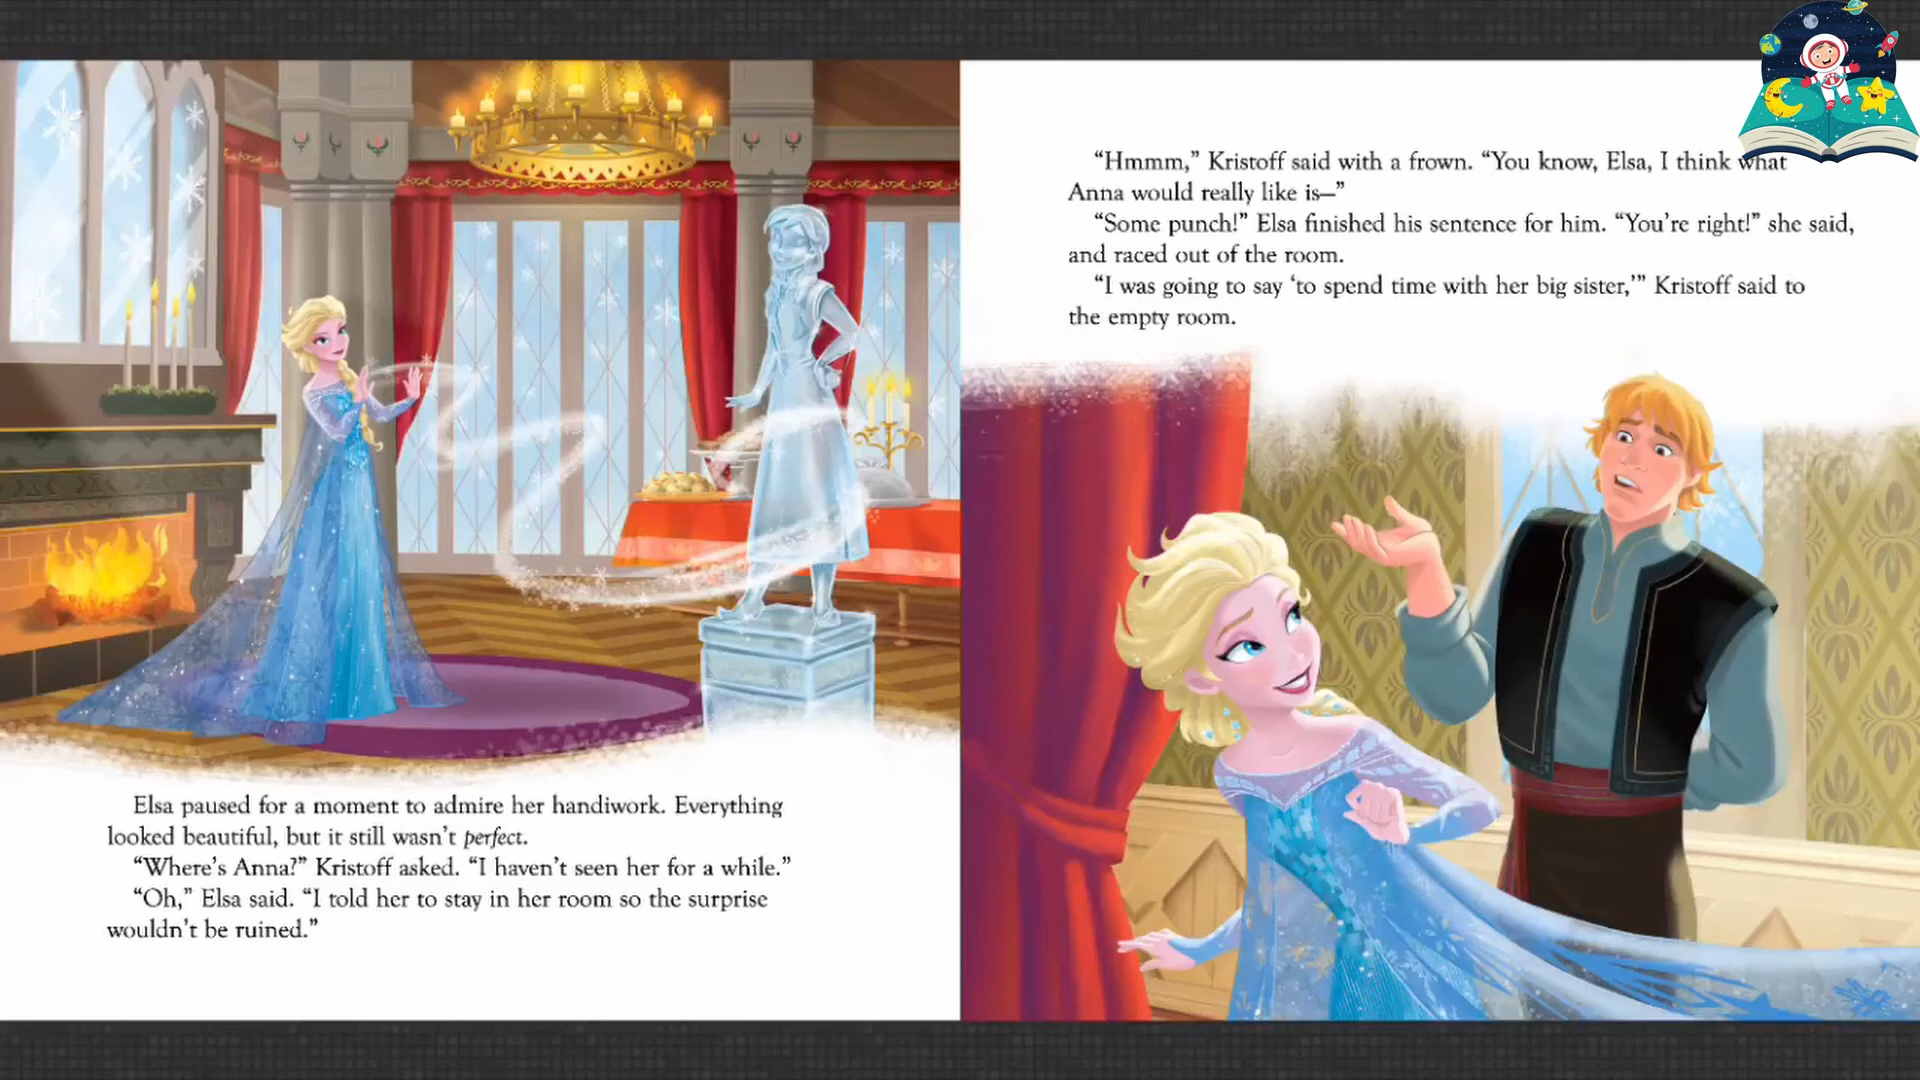 Elsa paused for a moment to admire her handiwork. Everything
looked beautiful, but it still wasn't perfect.
“Where's Anna?” Kristoff asked. “I haven't seen her for a while.”
“Oh,” Elsa said. “I told her to stay in her room so the surprise
wouldn't be ruined.”
“Hmmm,” Kristoff said with a frown. “You know, Elsa, I think what
Anna would really like is—”
“Some punch!” Elsa finished his sentence for him. “You're right!” she said,
and raced out of the room.
“I was going to say ‘to spend time with her big sister,’” Kristoff said to
the empty room.